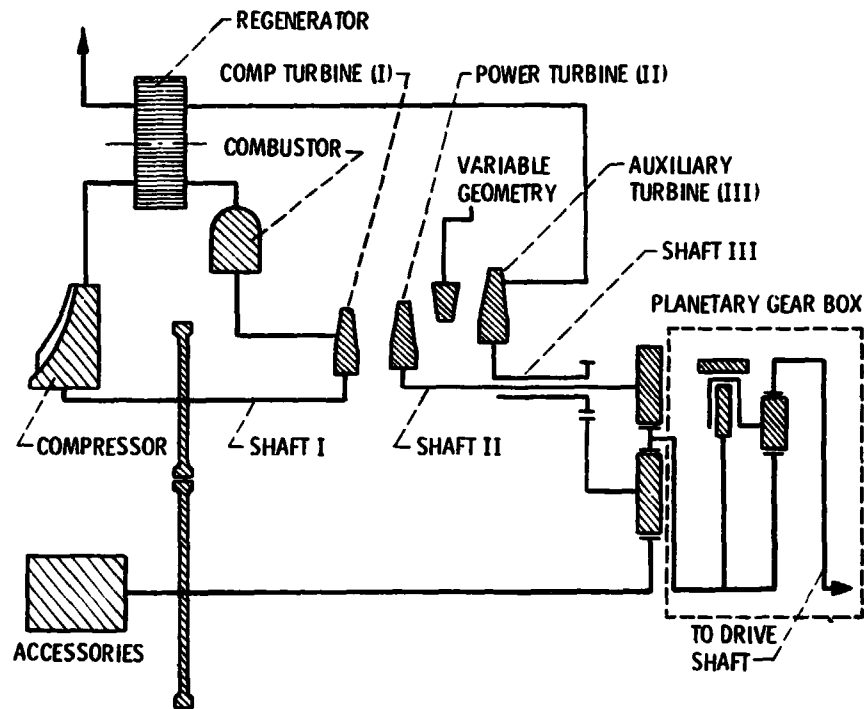 REGENERATOR
COMP TURBINE (I)
POWER TURBINE (II)
COMBUSTOR
VARIABLE
GEOMETRY
AUXILIARY
TURBINE (III)
SHAFT III
PLANETARY GEAR BOX
COMPRESSOR
SHAFT I
SHAFT II
ACCESSORIES
TO DRIVE
SHAFT